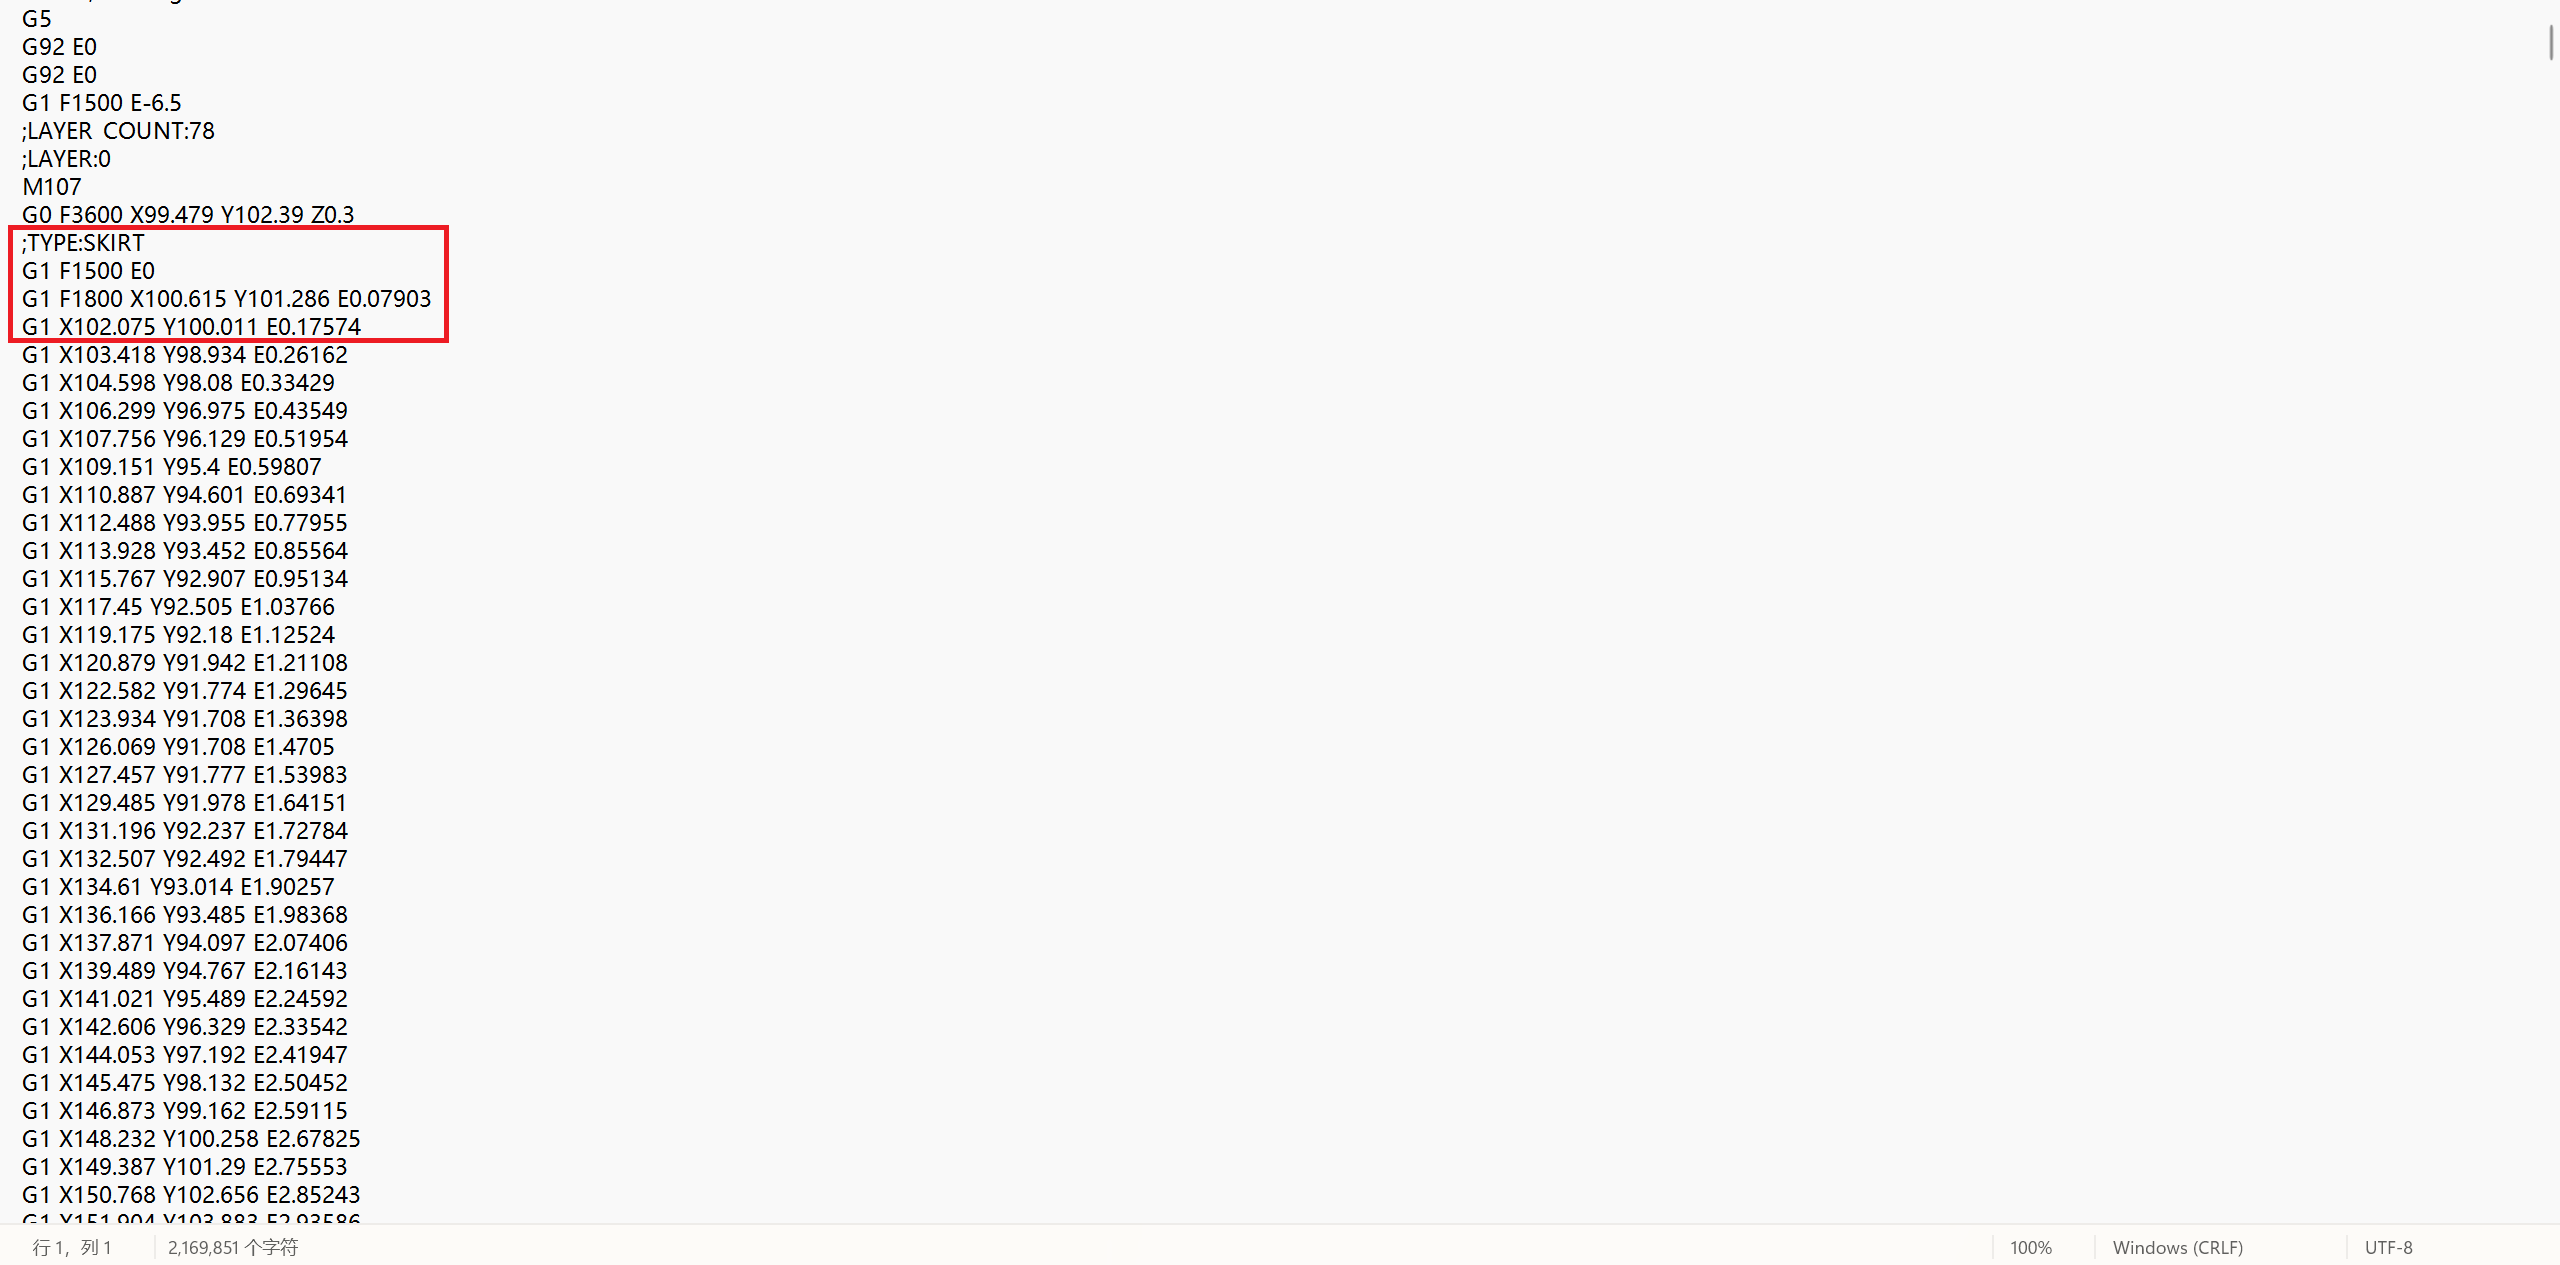 G5
G92 E0
G92 E0
G1 F1500 E-6.5
;LAYER_COUNT:78
;LAYER:0
M107
G0 F3600 X99.479 Y102.39 Z0.3
;TYPE:SKIRT
G1 F1500 E0
G1 F1800 X100.615 Y101.286 E0.07903
G1 X102.075 Y100.011 E0.17574
G1 X103.418 Y98.934 E0.26162
G1 X104.598 Y98.08 E0.33429
G1 X106.299 Y96.975 E0.43549
G1 X107.756 Y96.129 E0.51954
G1 X109.151 Y95.4 E0.59807
G1 X110.887 Y94.601 E0.69341
G1 X112.488 Y93.955 E0.77955
G1 X113.928 Y93.452 E0.85564
G1 X115.767 Y92.907 E0.95134
G1 X117.45 Y92.505 E1.03766
G1 X119.175 Y92.18 E1.12524
G1 X120.879 Y91.942 E1.21108
G1 X122.582 Y91.774 E1.29645
G1 X123.934 Y91.708 E1.36398
G1 X126.069 Y91.708 E1.4705
G1 X127.457 Y91.777 E1.53983
G1 X129.485 Y91.978 E1.64151
G1 X131.196 Y92.237 E1.72784
G1 X132.507 Y92.492 E1.79447
G1 X134.61 Y93.014 E1.90257
G1 X136.166 Y93.485 E1.98368
G1 X137.871 Y94.097 E2.07406
G1 X139.489 Y94.767 E2.16143
G1 X141.021 Y95.489 E2.24592
G1 X142.606 Y96.329 E2.33542
G1 X144.053 Y97.192 E2.41947
G1 X145.475 Y98.132 E2.50452
G1 X146.873 Y99.162 E2.59115
G1 X148.232 Y100.258 E2.67825
G1 X149.387 Y101.29 E2.75553
G1 X150.768 Y102.656 E2.85243
G1 X151.904 Y103.883 E2.93586
行 1，列 1 2,169,851 个字符 100% Windows (CRLF) UTF-8